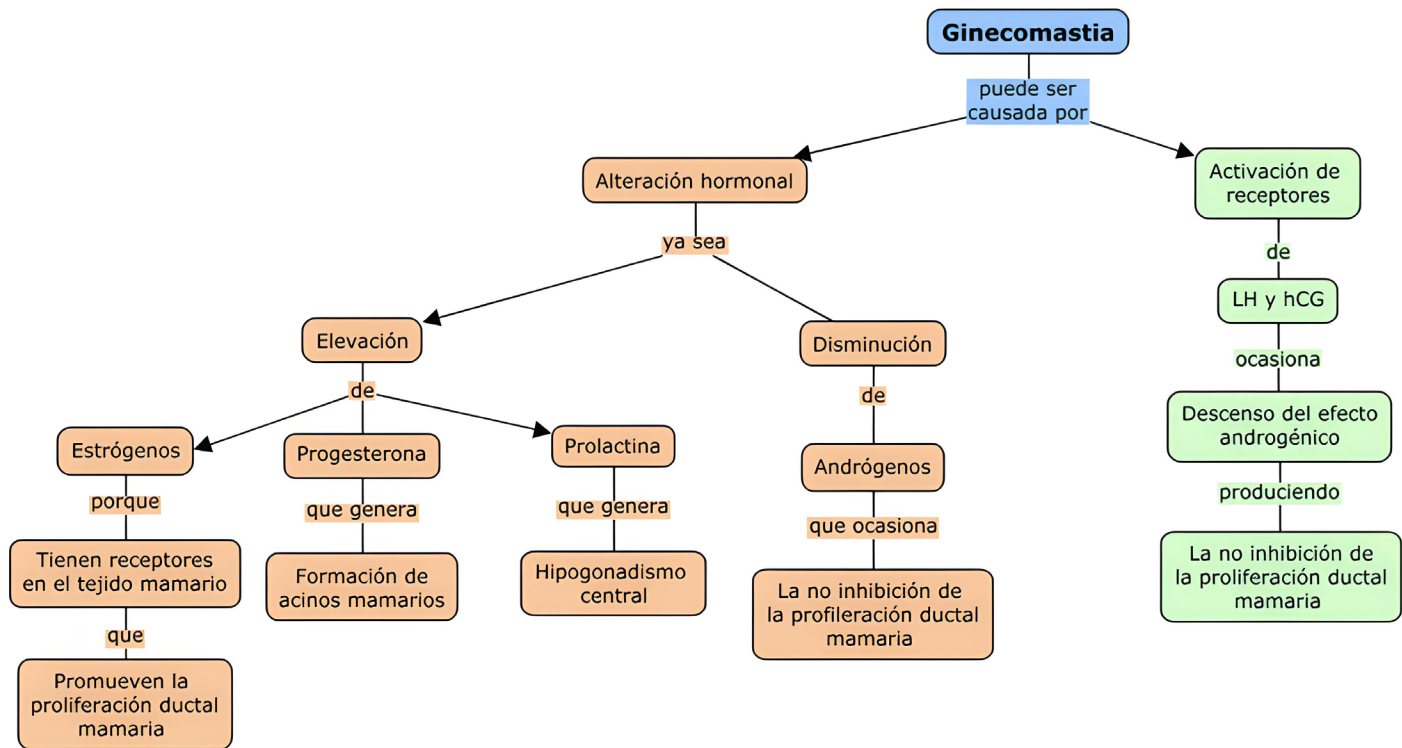 Ginecomastia
puede ser
causada por
Alteración hormonal
ya sea
Elevación
de
Estrógenos
porque
Tienen receptores
en el tejido mamario
que
Promueven la
proliferación ductal
mamaria
Progesterona
que genera
Formación de
acinos mamarios
Prolactina
que genera
Hipogonadismo
central
Disminución
de
Andrógenos
que ocasiona
La no inhibición de
la profileración ductal
mamaria
Activación de
receptores
de
LH y hCG
ocasiona
Descenso del efecto
androgénico
produciendo
La no inhibición de
la proliferación ductal
mamaria